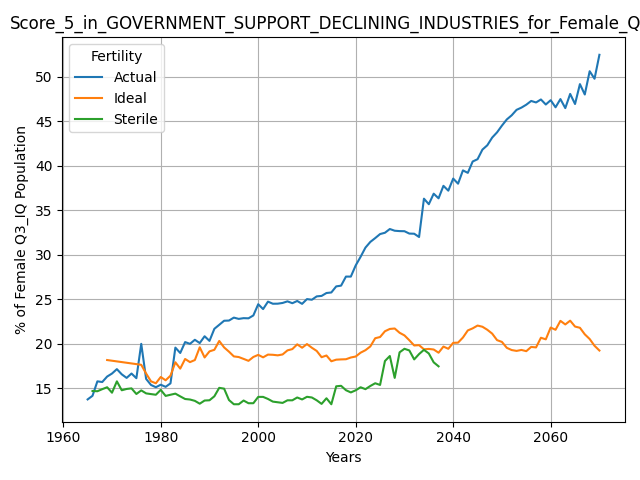 Score_5_in_GOVERNMENT_SUPPORT_DECLINING_INDUSTRIES_for_Female_Q
Fertility
Actual
Ideal
Sterile
% of Female Q3_IQ Population
50
45
40
35
30
25
20
15
1960 1980 2000 2020 2040 2060
Years